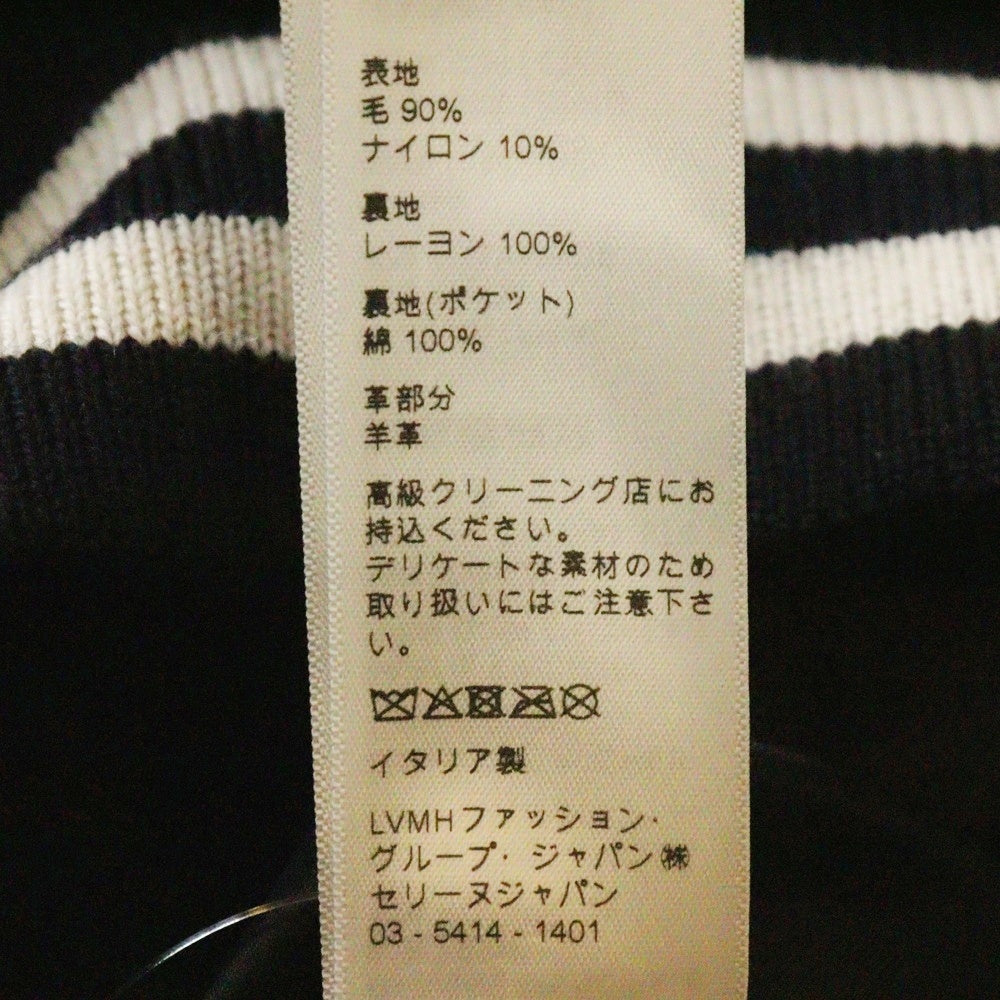 表地
毛 90%
ナイロン 10%
裏地
レーヨン 100%
裏地(ポケット)
綿 100%
革部分
羊革
高級クリーニング店にお
持込ください。
デリケートな素材のため
取り扱いにはご注意下さ
い。
イタリア製
LVMHファッション・
グループ・ジャパン㈱
セリーヌジャパン
03 - 5414 - 1401